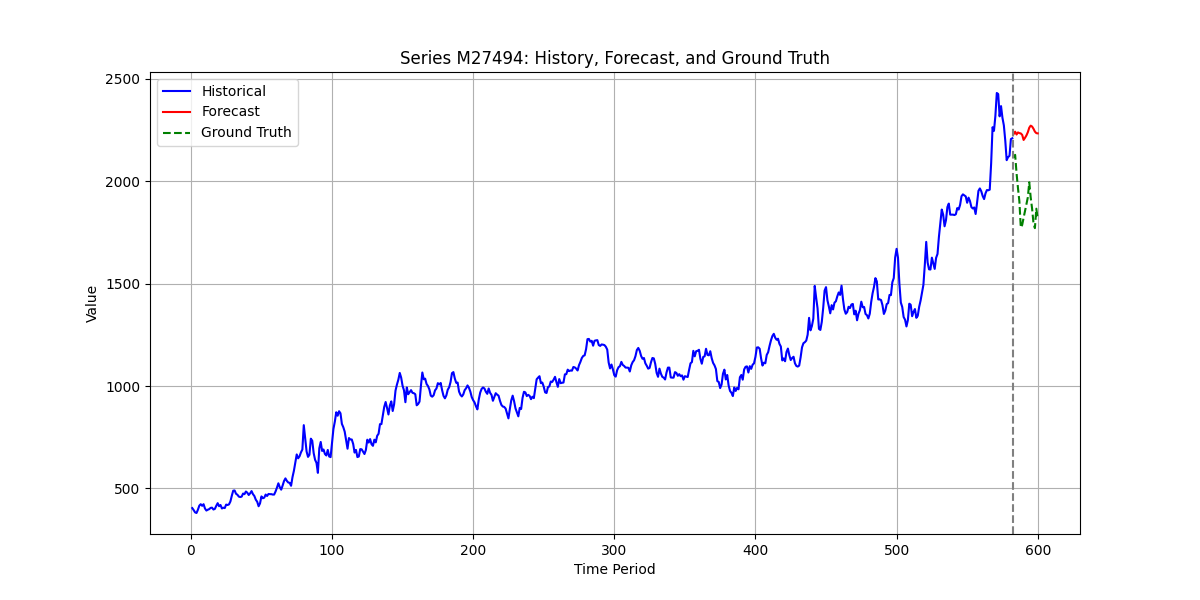 Series M27494: History, Forecast, and Ground Truth
Historical
Forecast
Ground Truth
Value
2500
2000
1500
1000
500
0 100 200 300 400 500 600
Time Period